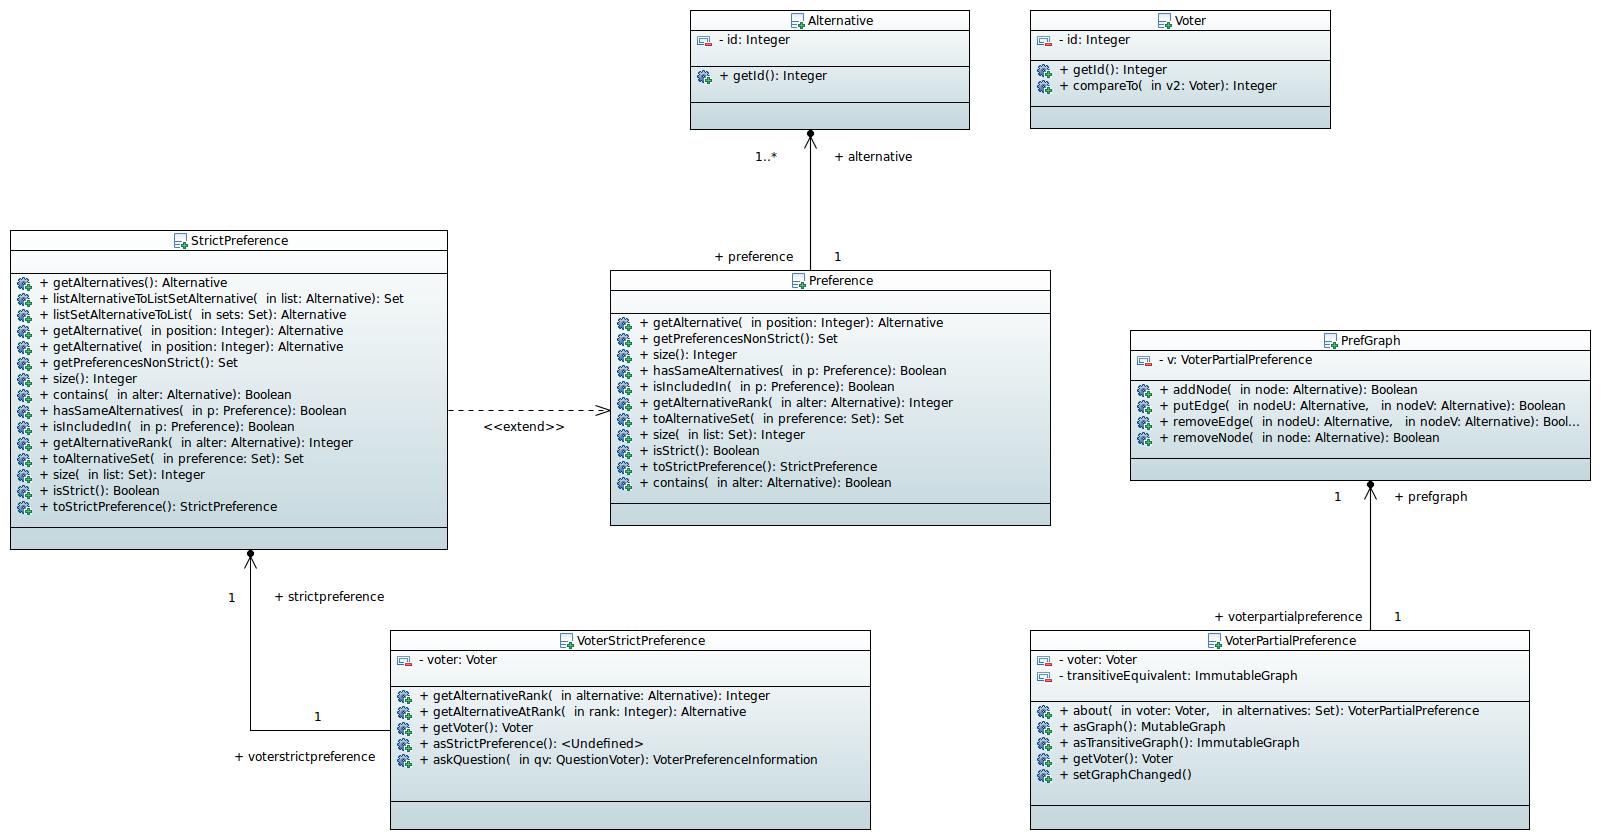 Alternative
- id: Integer
+ getId(): Integer
Voter
- id: Integer
+ getId(): Integer
+ compareTo(  in v2: Voter): Integer
1..*
+ alternative
+ preference
1
StrictPreference
+ getAlternatives(): Alternative
+ listAlternativeToListSetAlternative(  in list: Alternative): Set
+ listSetAlternativeToList(  in sets: Set): Alternative
+ getAlternative(  in position: Integer): Alternative
+ getAlternative(  in position: Integer): Alternative
+ getPreferencesNonStrict(): Set
+ size(): Integer
+ contains(  in alter: Alternative): Boolean
+ hasSameAlternatives(  in p: Preference): Boolean
+ isIncludedIn(  in p: Preference): Boolean
+ getAlternativeRank(  in alter: Alternative): Integer
+ toAlternativeSet(  in preference: Set): Set
+ size(  in list: Set): Integer
+ isStrict(): Boolean
+ toStrictPreference(): StrictPreference
<<extend>>
Preference
+ getAlternative(  in position: Integer): Alternative
+ getPreferencesNonStrict(): Set
+ size(): Integer
+ hasSameAlternatives(  in p: Preference): Boolean
+ isIncludedIn(  in p: Preference): Boolean
+ getAlternativeRank(  in alter: Alternative): Integer
+ toAlternativeSet(  in preference: Set): Set
+ size(  in list: Set): Integer
+ isStrict(): Boolean
+ toStrictPreference(): StrictPreference
+ contains(  in alter: Alternative): Boolean
PrefGraph
- v: VoterPartialPreference
+ addNode(  in node: Alternative): Boolean
+ putEdge(  in nodeU: Alternative,   in nodeV: Alternative): Boolean
+ removeEdge(  in nodeU: Alternative,   in nodeV: Alternative): Bool...
+ removeNode(  in node: Alternative): Boolean
1
+ prefgraph
+ voterpartialpreference
1
1
+ strictpreference
1
+ voterstrictpreference
VoterStrictPreference
- voter: Voter
+ getAlternativeRank(  in alternative: Alternative): Integer
+ getAlternativeAtRank(  in rank: Integer): Alternative
+ getVoter(): Voter
+ asStrictPreference(): <Undefined>
+ askQuestion(  in qv: QuestionVoter): VoterPreferenceInformation
VoterPartialPreference
- voter: Voter
- transitiveEquivalent: ImmutableGraph
+ about(  in voter: Voter,   in alternatives: Set): VoterPartialPreference
+ asGraph(): MutableGraph
+ asTransitiveGraph(): ImmutableGraph
+ getVoter(): Voter
+ setGraphChanged()